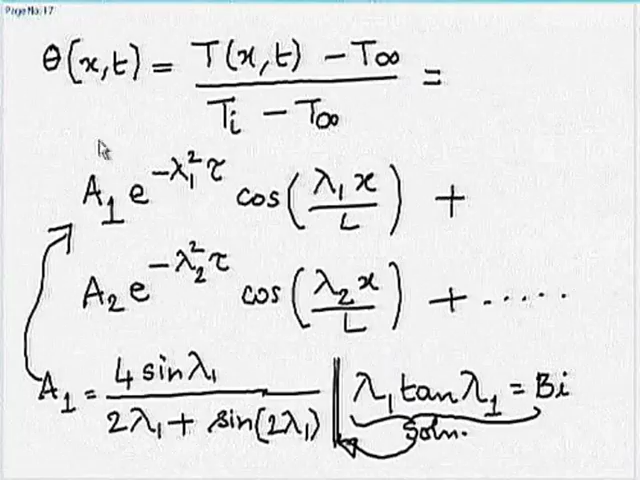 Page No: 17
θ(x,t) = T(x,t) - T∞ / Ti - T∞ =
A₁ e^(-λ₁²τ) cos(λ₁x/L) +
A₂ e^(-λ₂²τ) cos(λ₂x/L) + ......
A₁ = 4 sinλ₁ / 2λ₁ + sin(2λ₁) | λ₁ tanλ₁ = Bi
Soln.